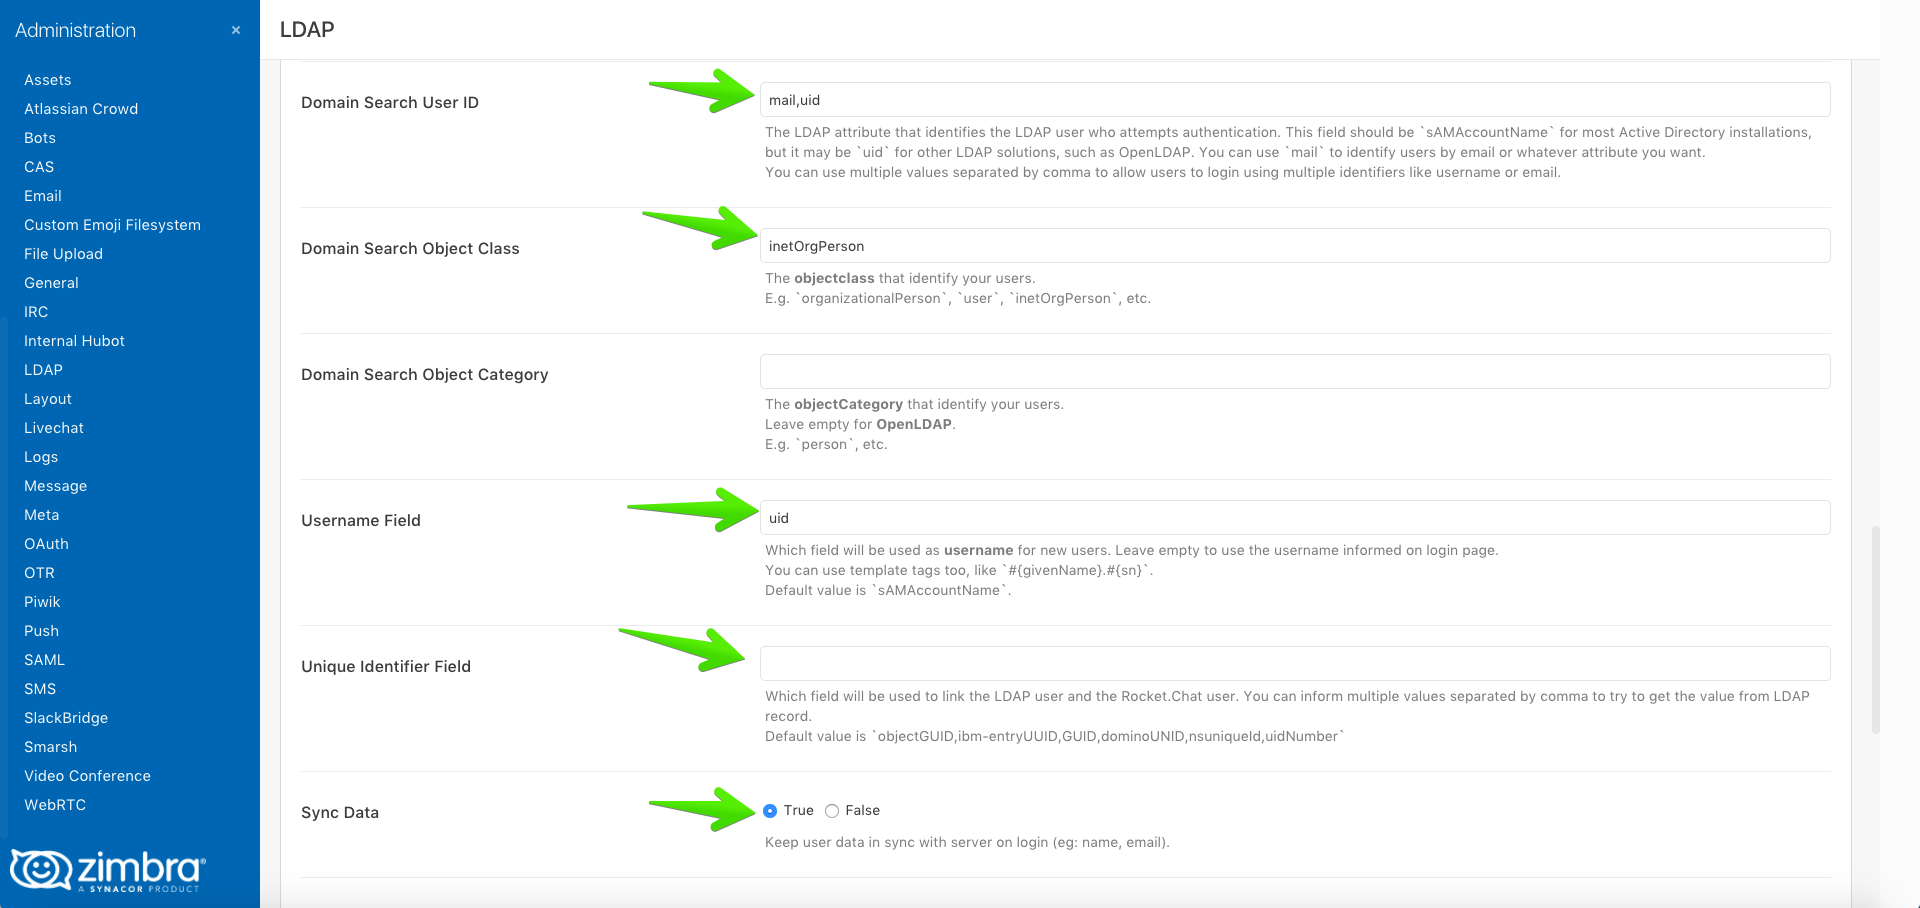 Administration
×
Assets
Atlassian Crowd
Bots
CAS
Email
Custom Emoji Filesystem
File Upload
General
IRC
Internal Hubot
LDAP
Layout
Livechat
Logs
Message
Meta
OAuth
OTR
Piwik
Push
SAML
SMS
SlackBridge
Smarsh
Video Conference
WebRTC
zimbra®
A SYNACOR PRODUCT
LDAP
Domain Search User ID
mail,uid
The LDAP attribute that identifies the LDAP user who attempts authentication. This field should be `sAMAccountName` for most Active Directory installations,
but it may be `uid` for other LDAP solutions, such as OpenLDAP. You can use `mail` to identify users by email or whatever attribute you want.
You can use multiple values separated by comma to allow users to login using multiple identifiers like username or email.
Domain Search Object Class
inetOrgPerson
The objectclass that identify your users.
E.g. `organizationalPerson`, `user`, `inetOrgPerson`, etc.
Domain Search Object Category
The objectCategory that identify your users.
Leave empty for OpenLDAP.
E.g. `person`, etc.
Username Field
uid
Which field will be used as username for new users. Leave empty to use the username informed on login page.
You can use template tags too, like `#{givenName}.#{sn}`.
Default value is `sAMAccountName`.
Unique Identifier Field
Which field will be used to link the LDAP user and the Rocket.Chat user. You can inform multiple values separated by comma to try to get the value from LDAP
record.
Default value is `objectGUID,ibm-entryUUID,GUID,dominoUNID,nsuniqueId,uidNumber`
Sync Data
True False
Keep user data in sync with server on login (eg: name, email).